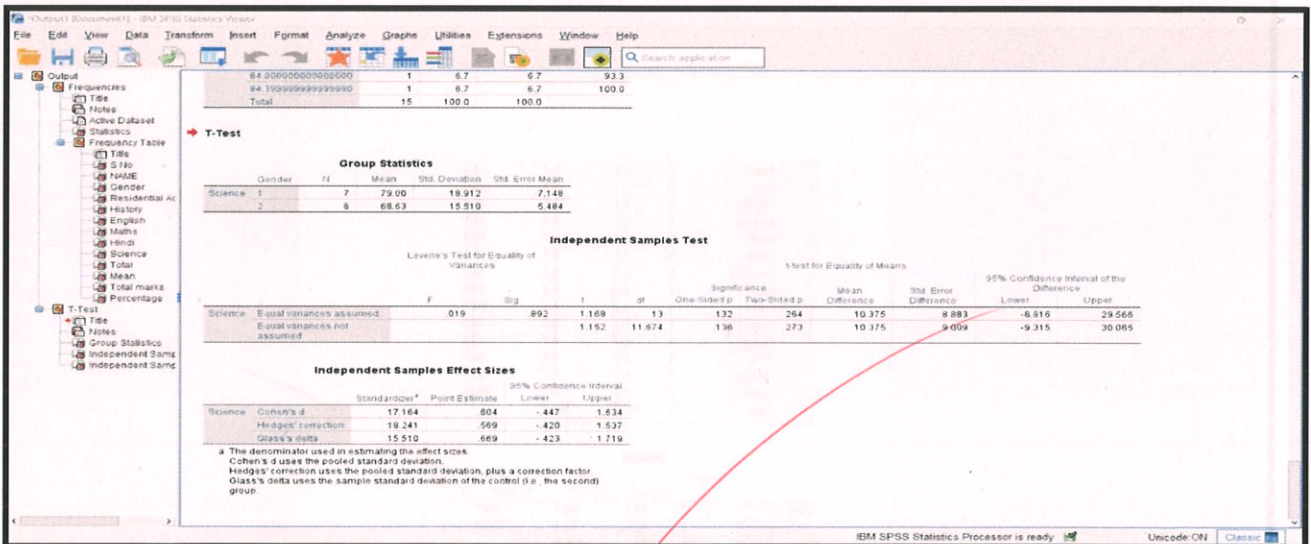 *Output1 [Document1] - IBM SPSS Statistics Viewer
File Edit View Data Transform Insert Format Analyze Graphs Utilities Extensions Window Help
Search application
Output
Frequencies
Title
Notes
Active Dataset
Statistics
Frequency Table
Title
S.No
NAME
Gender
Residential Ac
History
English
Maths
Hindi
Science
Total
Mean
Total marks
Percentage
T-Test
Title
Notes
Group Statistics
Independent Samp
Independent Samp
1 6.7 6.7 93.3
1 6.7 6.7 100.0
Total 15 100.0 100.0
T-Test
Group Statistics
Gender N Mean Std. Deviation Std. Error Mean
Science 1 7 79.00 18.912 7.148
2 8 68.63 15.510 5.484
Independent Samples Test
Levene's Test for Equality of Variances t-test for Equality of Means
Significance Mean Difference Std. Error Difference 95% Confidence Interval of the Difference
F Sig. t df One-Sided p Two-Sided p Lower Upper
Science Equal variances assumed .019 .892 1.168 13 .132 .264 10.375 8.883 -8.816 29.566
Equal variances not assumed 1.152 11.674 .136 .273 10.375 9.009 -9.315 30.065
Independent Samples Effect Sizes
95% Confidence Interval
Standardizer a Point Estimate Lower Upper
Science Cohen's d 17.164 .604 -.447 1.634
Hedges' correction 18.241 .569 -.420 1.537
Glass's delta 15.510 .669 -.423 1.719
a. The denominator used in estimating the effect sizes.
Cohen's d uses the pooled standard deviation.
Hedges' correction uses the pooled standard deviation, plus a correction factor.
Glass's delta uses the sample standard deviation of the control (i.e., the second)
group.
IBM SPSS Statistics Processor is ready Unicode:ON Classic